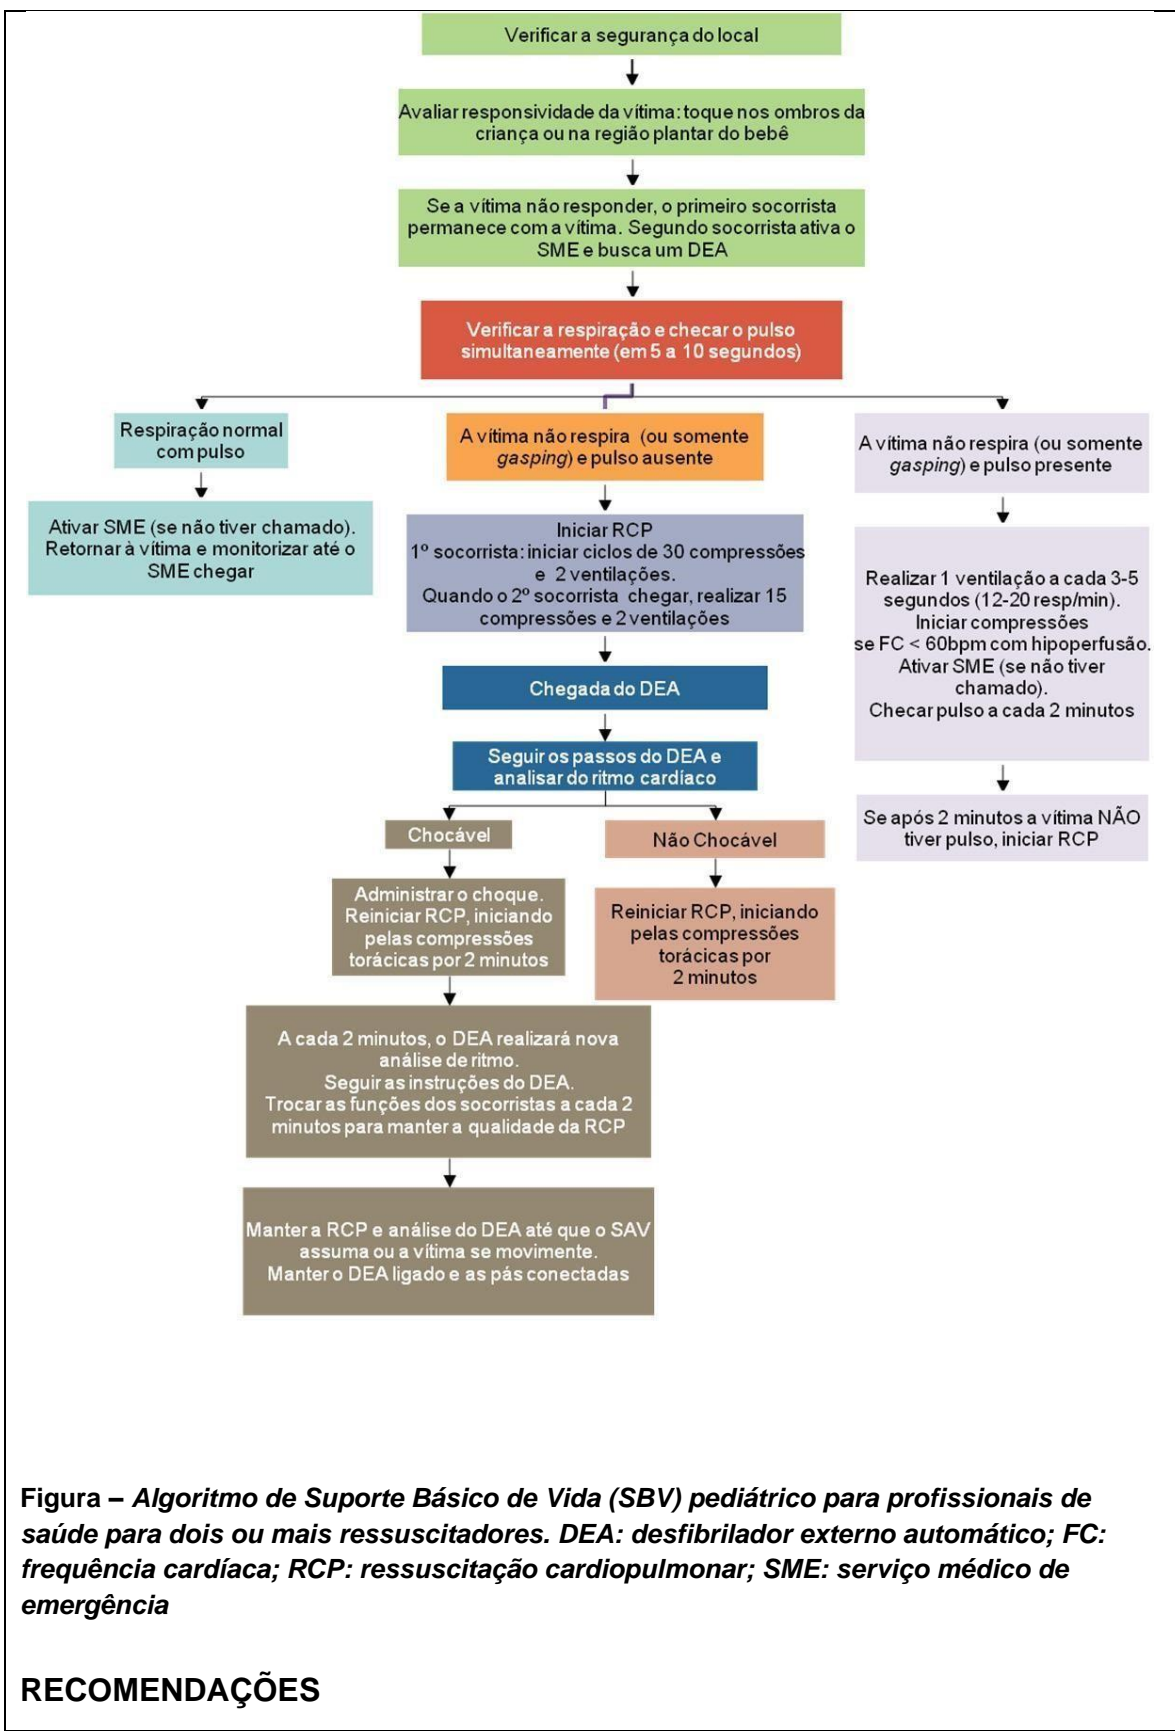 Verificar a segurança do local
Avaliar responsividade da vítima: toque nos ombros da
criança ou na região plantar do bebê
Se a vítima não responder, o primeiro socorrista
permanece com a vítima. Segundo socorrista ativa o
SME e busca um DEA
Verificar a respiração e checar o pulso
simultaneamente (em 5 a 10 segundos)
Respiração normal
com pulso
Ativar SME (se não tiver chamado).
Retornar à vítima e monitorizar até o
SME chegar
A vítima não respira (ou somente
gasping) e pulso ausente
Iniciar RCP
1º socorrista: iniciar ciclos de 30 compressões
e 2 ventilações.
Quando o 2º socorrista chegar, realizar 15
compressões e 2 ventilações
Chegada do DEA
Seguir os passos do DEA e
analisar do ritmo cardíaco
Chocável
Administrar o choque.
Reiniciar RCP, iniciando
pelas compressões
torácicas por 2 minutos
A cada 2 minutos, o DEA realizará nova
análise de ritmo.
Seguir as instruções do DEA.
Trocar as funções dos socorristas a cada 2
minutos para manter a qualidade da RCP
Manter a RCP e análise do DEA até que o SAV
assuma ou a vítima se movimente.
Manter o DEA ligado e as pás conectadas
Não Chocável
Reiniciar RCP, iniciando
pelas compressões
torácicas por
2 minutos
A vítima não respira (ou somente
gasping) e pulso presente
Realizar 1 ventilação a cada 3-5
segundos (12-20 resp/min).
Iniciar compressões
se FC < 60bpm com hipoperfusão.
Ativar SME (se não tiver
chamado).
Checar pulso a cada 2 minutos
Se após 2 minutos a vítima NÃO
tiver pulso, iniciar RCP
Figura – Algoritmo de Suporte Básico de Vida (SBV) pediátrico para profissionais de
saúde para dois ou mais ressuscitadores. DEA: desfibrilador externo automático; FC:
frequência cardíaca; RCP: ressuscitação cardiopulmonar; SME: serviço médico de
emergência
RECOMENDAÇÕES